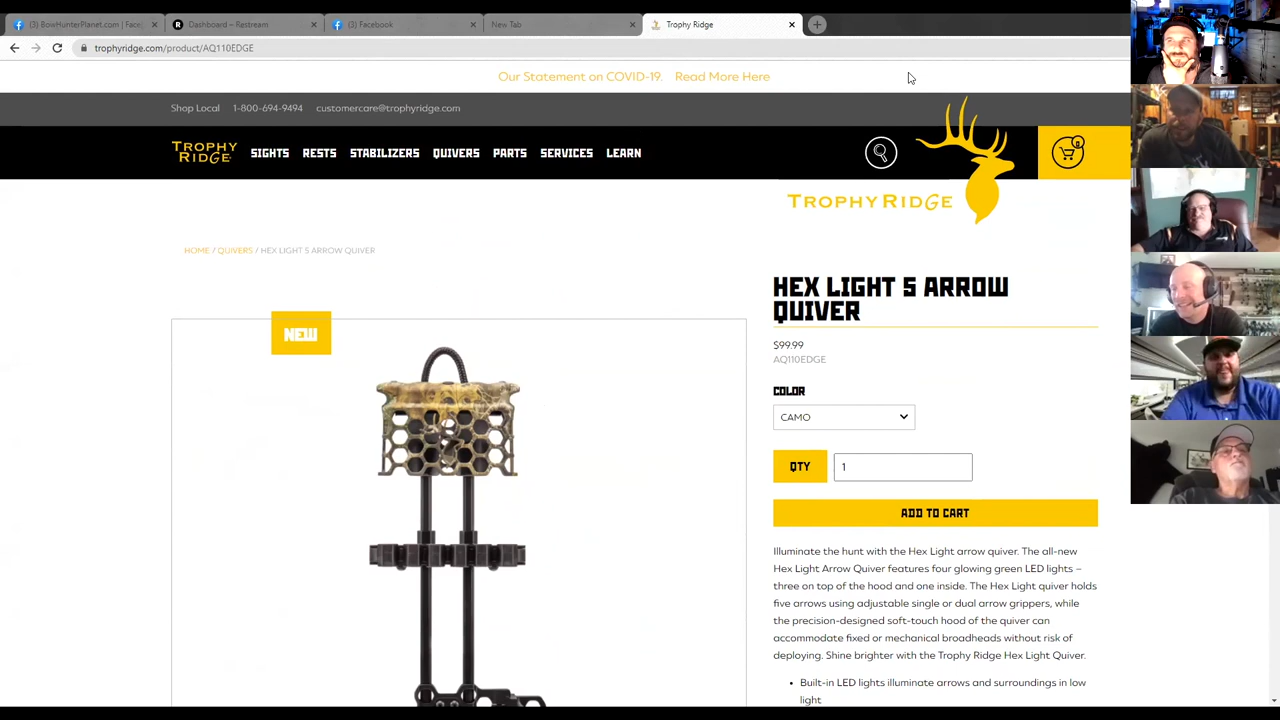 (3) BowHunterPlanet.com | Face
Dashboard – Restream
(3) Facebook
New Tab
Trophy Ridge
trophyridge.com/product/AQ110EDGE
Our Statement on COVID-19. Read More Here
Shop Local 1-800-694-9494 customercare@trophyridge.com
TROPHY RIDGE
SIGHTS RESTS STABILIZERS QUIVERS PARTS SERVICES LEARN
0
TROPHY RIDGE
HOME / QUIVERS / HEX LIGHT 5 ARROW QUIVER
HEX LIGHT 5 ARROW
QUIVER
NEW
$99.99
AQ110EDGE
COLOR
CAMO
QTY 1
ADD TO CART
Illuminate the hunt with the Hex Light arrow quiver. The all-new
Hex Light Arrow Quiver features four glowing green LED lights –
three on top of the hood and one inside. The Hex Light quiver holds
five arrows using adjustable single or dual arrow grippers, while
the precision-designed soft-touch hood of the quiver can
accommodate fixed or mechanical broadheads without risk of
deploying. Shine brighter with the Trophy Ridge Hex Light Quiver.
• Built-in LED lights illuminate arrows and surroundings in low
light